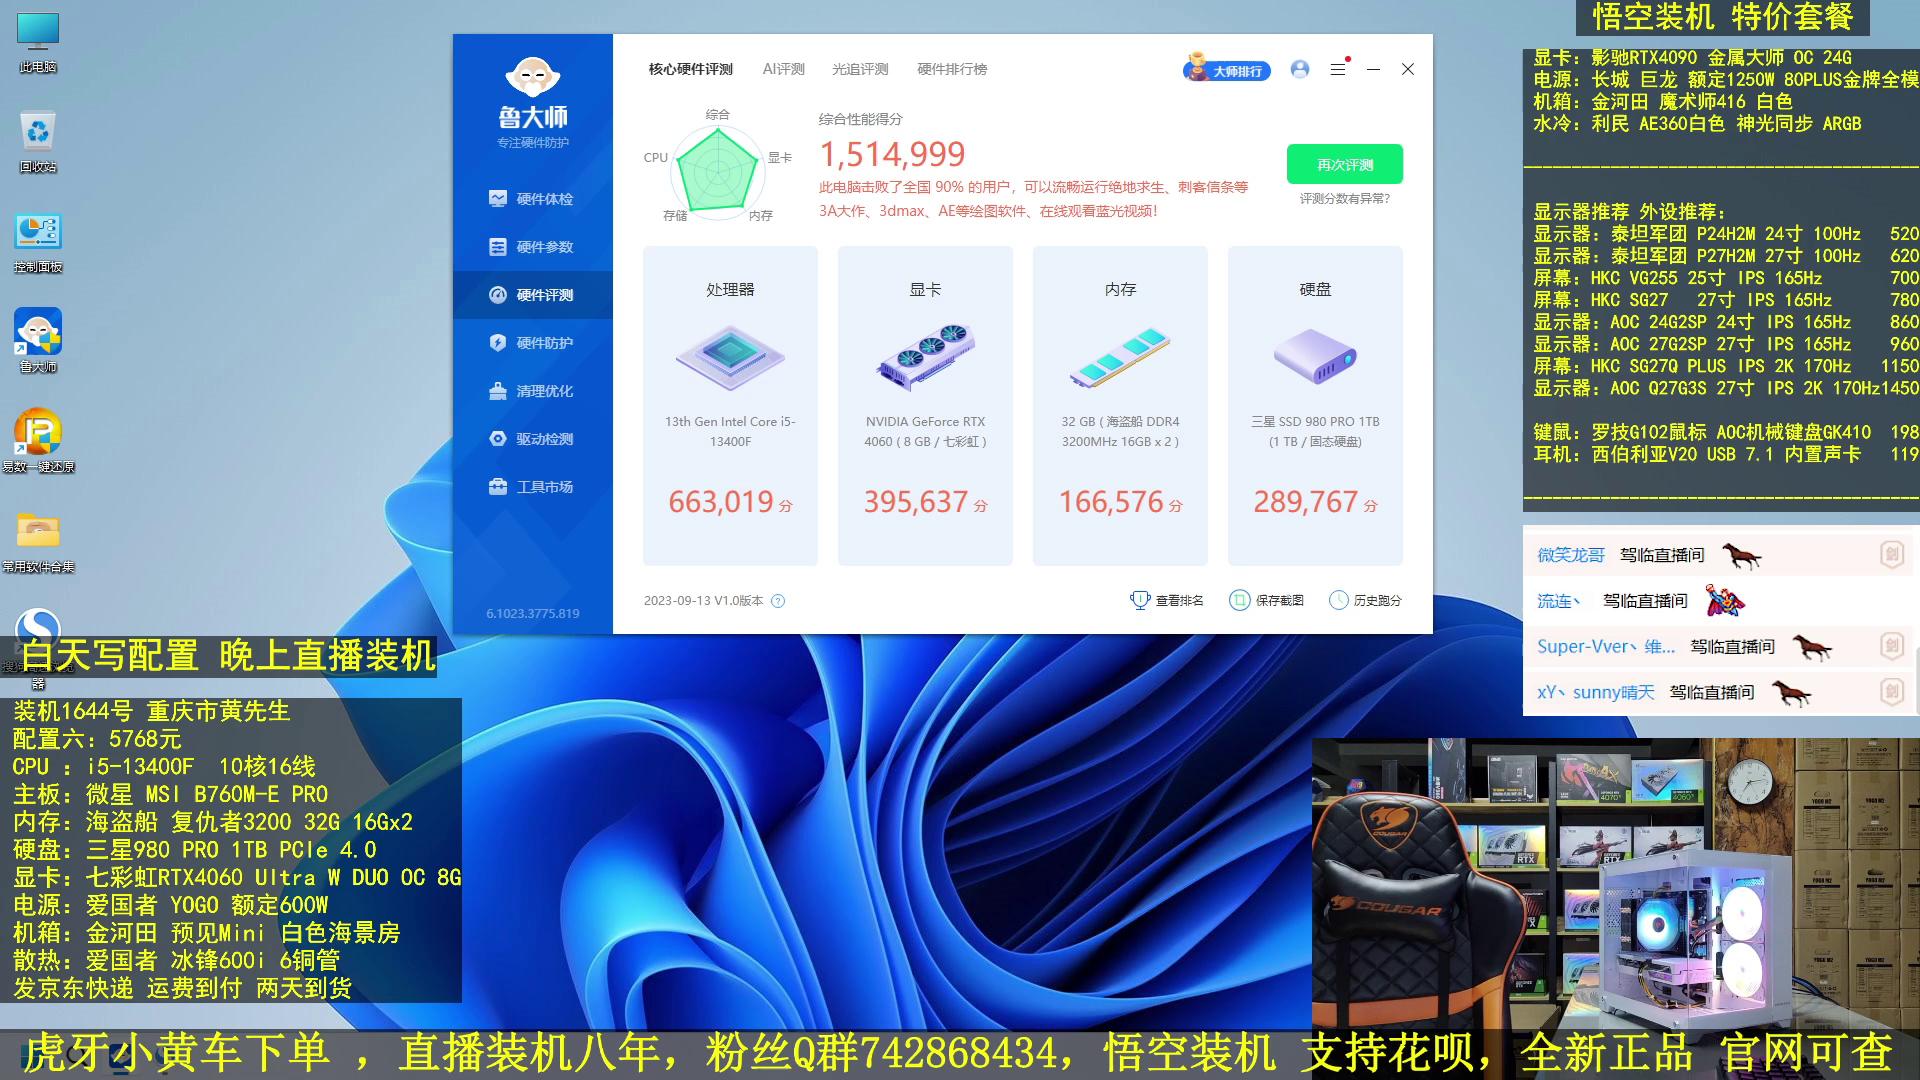 此电脑
回收站
控制面板
鲁大师
易数一键还原
常用软件合集
器
鲁大师
专注硬件防护
硬件体检
硬件参数
硬件评测
硬件防护
清理优化
驱动检测
工具市场
6.1023.3775.819
核心硬件评测 AI评测 光追评测 硬件排行榜
大师排行
综合
CPU
显卡
存储
内存
综合性能得分
1,514,999
此电脑击败了全国 90% 的用户，可以流畅运行绝地求生、刺客信条等
3A大作、3dmax、AE等绘图软件、在线观看蓝光视频！
再次评测
评测分数有异常?
处理器
13th Gen Intel Core i5-
13400F
663,019 分
显卡
NVIDIA GeForce RTX
4060 ( 8 GB / 七彩虹 )
395,637 分
内存
32 GB ( 海盗船 DDR4
3200MHz 16GB x 2 )
166,576 分
硬盘
三星 SSD 980 PRO 1TB
(1 TB / 固态硬盘)
289,767 分
2023-09-13 V1.0版本
查看排名 保存截图 历史跑分
悟空装机 特价套餐
显卡：影驰RTX4090 金属大师 OC 24G
电源：长城 巨龙 额定1250W 80PLUS金牌全模
机箱：金河田 魔术师416 白色
水冷：利民 AE360白色 神光同步 ARGB
显示器推荐 外设推荐：
显示器：泰坦军团 P24H2M 24寸 100Hz 520
显示器：泰坦军团 P27H2M 27寸 100Hz 620
屏幕：HKC VG255 25寸 IPS 165Hz 700
屏幕：HKC SG27 27寸 IPS 165Hz 780
显示器：AOC 24G2SP 24寸 IPS 165Hz 860
显示器：AOC 27G2SP 27寸 IPS 165Hz 960
屏幕：HKC SG27Q PLUS IPS 2K 170Hz 1150
显示器：AOC Q27G3S 27寸 IPS 2K 170Hz1450
键鼠：罗技G102鼠标 AOC机械键盘GK410 198
耳机：西伯利亚V20 USB 7.1 内置声卡 119
微笑龙哥 驾临直播间
流连丶 驾临直播间
Super-Vver丶维... 驾临直播间
xY丶sunny晴天 驾临直播间
白天写配置 晚上直播装机
装机1644号 重庆市黄先生
配置六：5768元
CPU ：i5-13400F 10核16线
主板：微星 MSI B760M-E PRO
内存：海盗船 复仇者3200 32G 16Gx2
硬盘：三星980 PRO 1TB PCIe 4.0
显卡：七彩虹RTX4060 Ultra W DUO OC 8G
电源：爱国者 YOGO 额定600W
机箱：金河田 预见Mini 白色海景房
散热：爱国者 冰锋600i 6铜管
发京东快递 运费到付 两天到货
COUGAR
COUGAR
虎牙小黄车下单 ，直播装机八年，粉丝Q群742868434，悟空装机 支持花呗，全新正品 官网可查